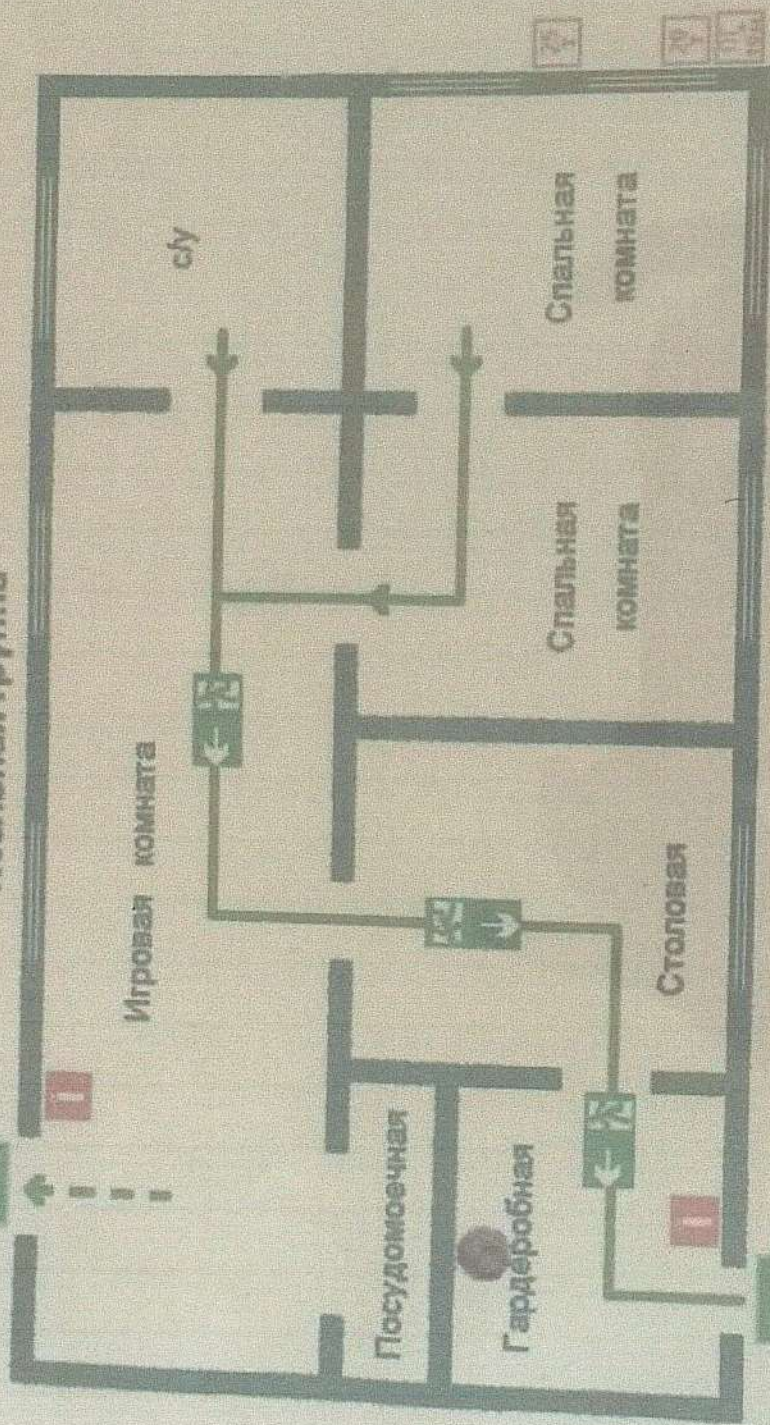 Игровая комната
с/у
Спальная
комната
Спальная
комната
Столовая
Посудомоечная
Гардеробная